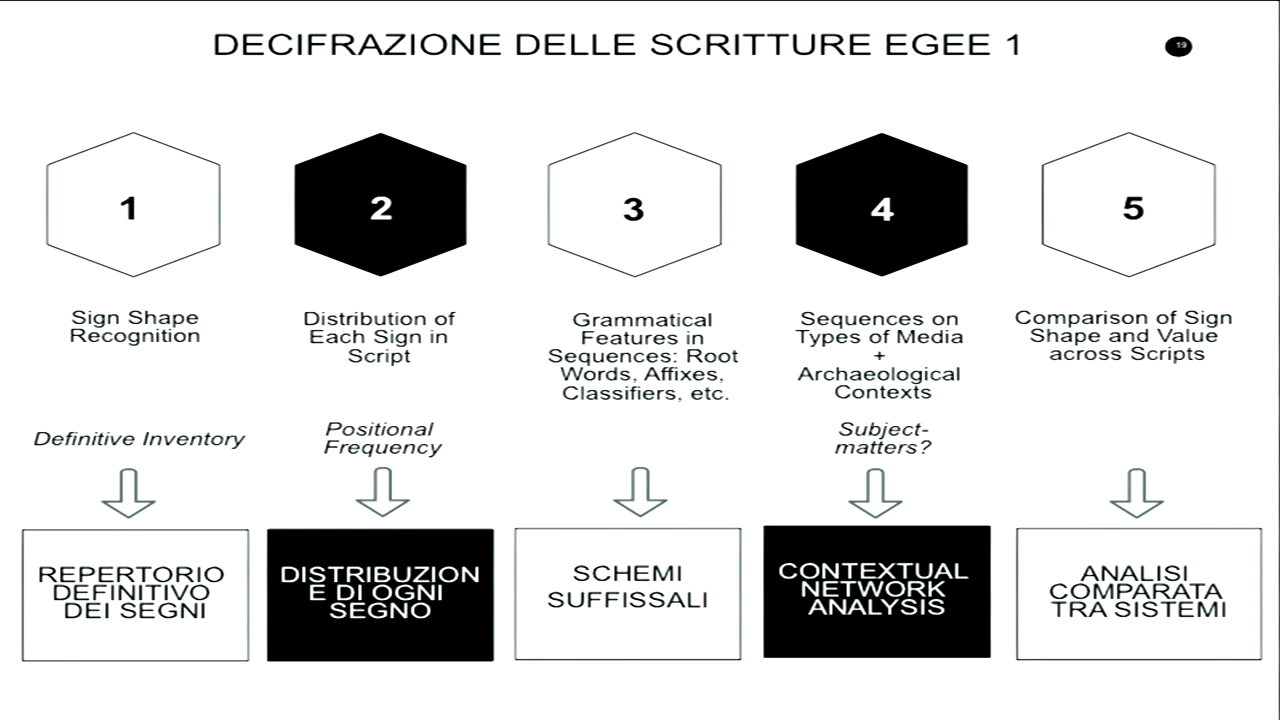 DECIFRAZIONE DELLE SCRITTURE EGEE 1
19
1
Sign Shape
Recognition
Definitive Inventory
REPERTORIO
DEFINITIVO
DEI SEGNI
2
Distribution of
Each Sign in
Script
Positional
Frequency
DISTRIBUZION
E DI OGNI
SEGNO
3
Grammatical
Features in
Sequences: Root
Words, Affixes,
Classifiers, etc.
SCHEMI
SUFFISSALI
4
Sequences on
Types of Media
+
Archaeological
Contexts
Subject-
matters?
CONTEXTUAL
NETWORK
ANALYSIS
5
Comparison of Sign
Shape and Value
across Scripts
ANALISI
COMPARATA
TRA SISTEMI